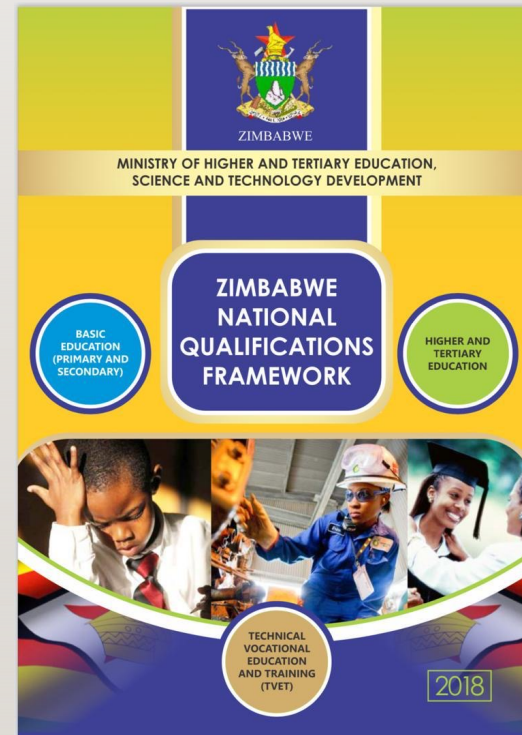 ZIMBABWE
MINISTRY OF HIGHER AND TERTIARY EDUCATION,
SCIENCE AND TECHNOLOGY DEVELOPMENT
ZIMBABWE
NATIONAL
QUALIFICATIONS
FRAMEWORK
BASIC
EDUCATION
(PRIMARY AND
SECONDARY)
HIGHER AND
TERTIARY
EDUCATION
TECHNICAL
VOCATIONAL
EDUCATION
AND TRAINING
(TVET)
2018